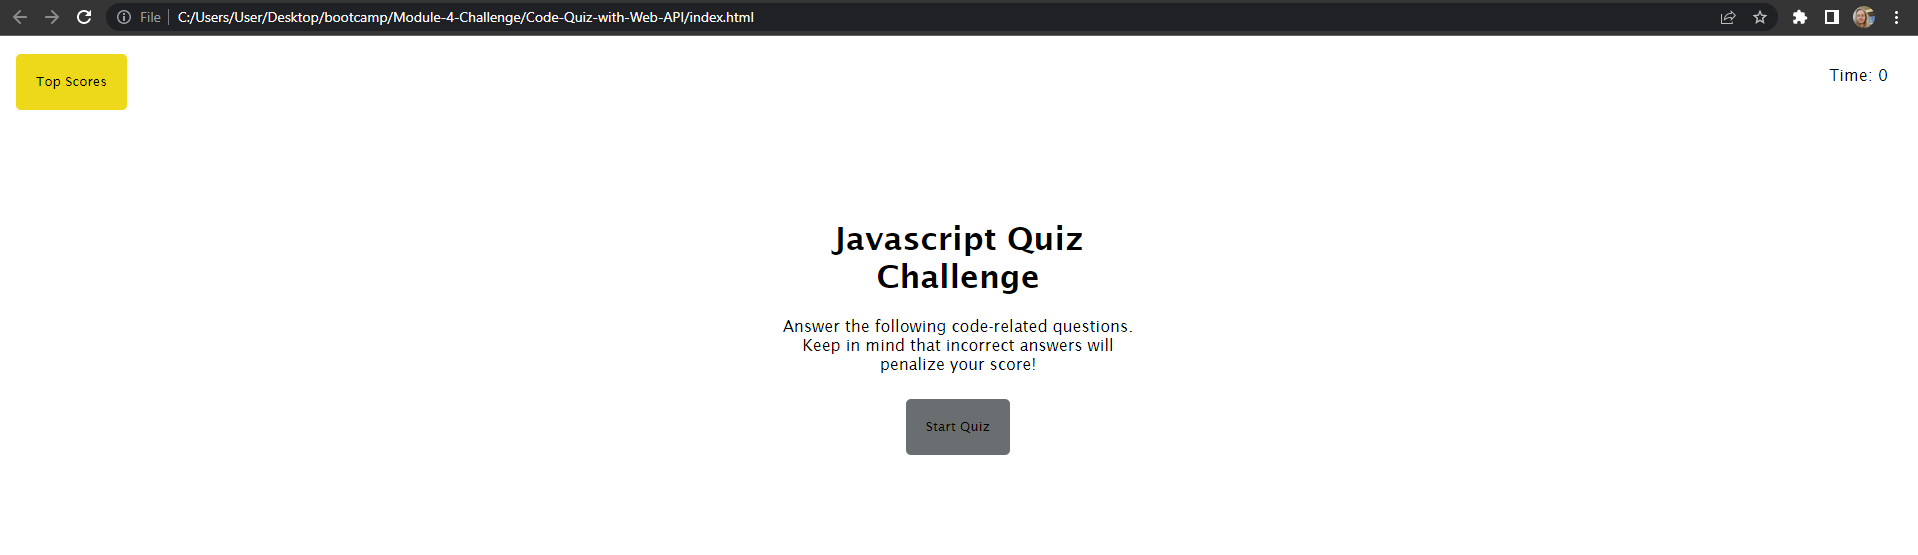 File C:/Users/User/Desktop/bootcamp/Module-4-Challenge/Code-Quiz-with-Web-API/index.html
Top Scores
Time: 0
Javascript Quiz
Challenge
Answer the following code-related questions.
Keep in mind that incorrect answers will
penalize your score!
Start Quiz